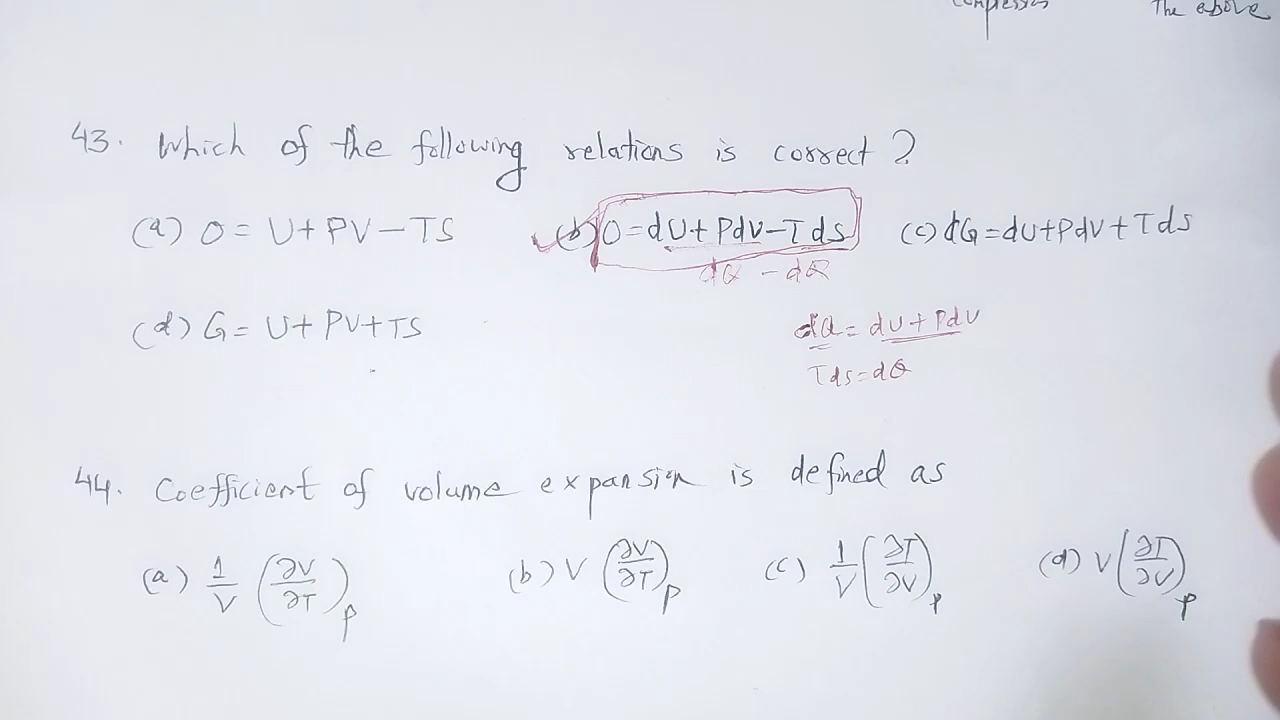 compresses The above
43. Which of the following relations is correct ?
(a) 0 = U + PV - TS (b) 0 = dU + Pdv - Tds (c) dG = dU + Pdv + Tds
dQ - dQ
(d) G = U + PV + TS
dQ = dU + Pdv
Tds = dQ
44. Coefficient of volume expansion is defined as
(a) 1/V (∂V/∂T)p (b) V (∂V/∂T)p (c) 1/V (∂T/∂V)p (d) V (∂T/∂V)p